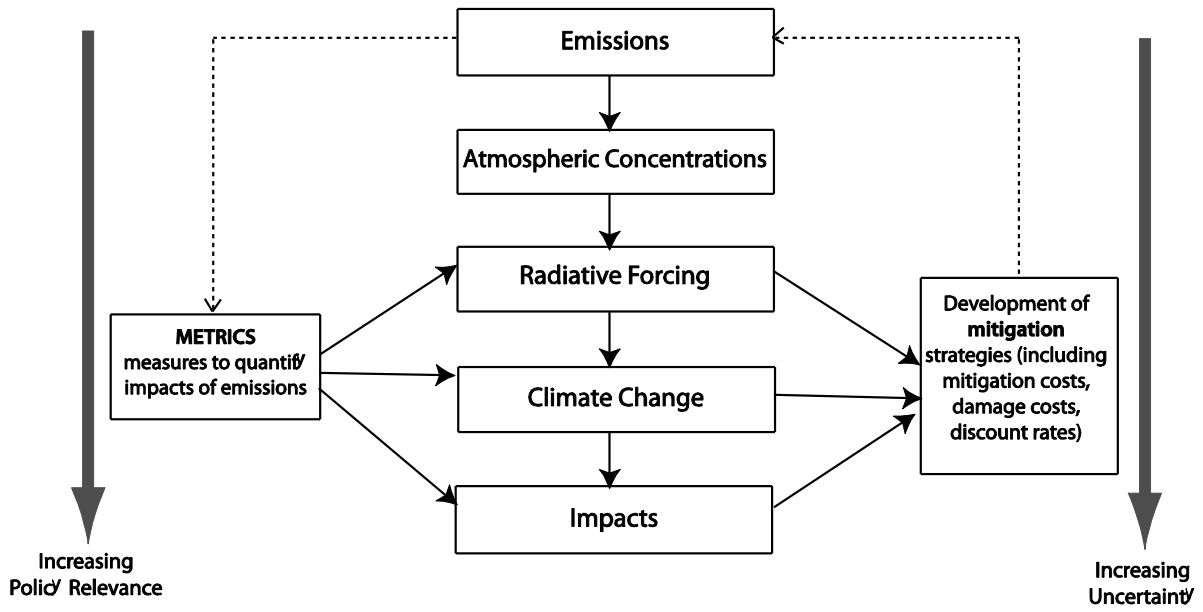 Emissions
Atmospheric Concentrations
Radiative Forcing
Climate Change
Impacts
METRICS
measures to quantify
impacts of emissions
Development of
mitigation
strategies (including
mitigation costs,
damage costs,
discount rates)
Increasing
Policy Relevance
Increasing
Uncertainty